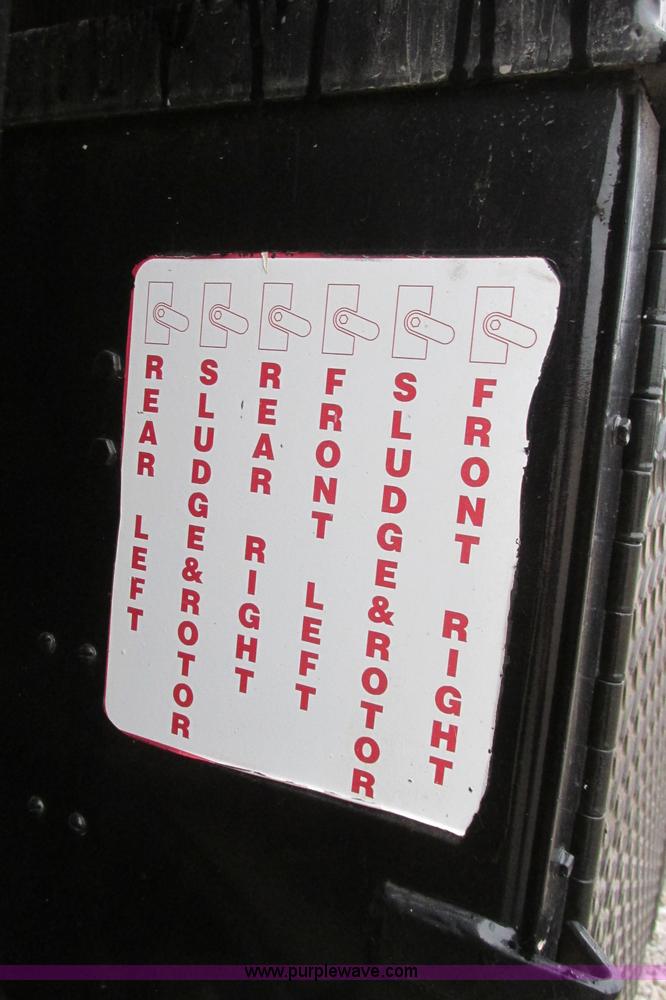 REAR LEFT
SLUDGE&ROTOR
REAR RIGHT
FRONT LEFT
SLUDGE&ROTOR
FRONT RIGHT
www.purplewave.com